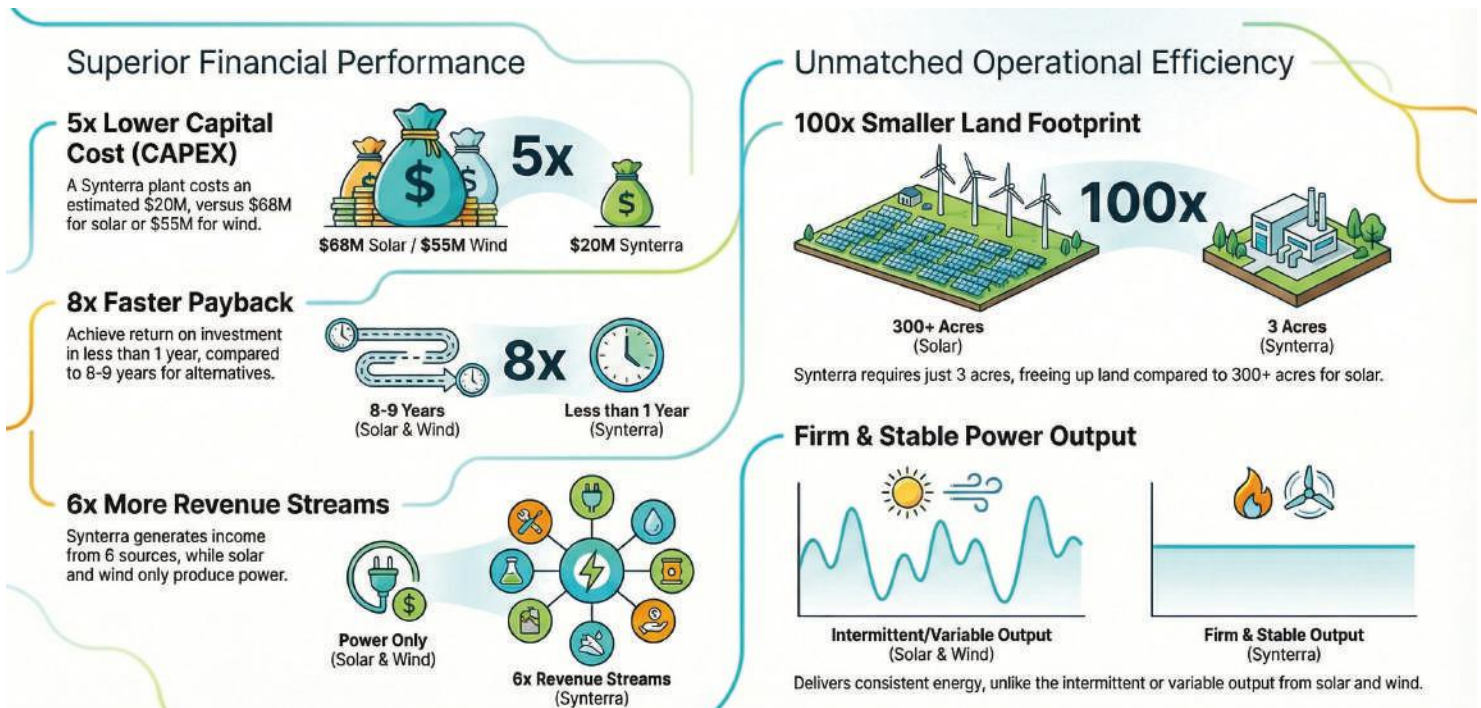 Superior Financial Performance
5x Lower Capital
Cost (CAPEX)
A Synterra plant costs an
estimated $20M, versus $68M
for solar or $55M for wind.
$
$
$
5x
$
$68M Solar / $55M Wind
$20M Synterra
8x Faster Payback
Achieve return on investment
in less than 1 year, compared
to 8-9 years for alternatives.
8x
8-9 Years
(Solar & Wind)
Less than 1 Year
(Synterra)
6x More Revenue Streams
Synterra generates income
from 6 sources, while solar
and wind only produce power.
$
Power Only
(Solar & Wind)
$
6x Revenue Streams
(Synterra)
Unmatched Operational Efficiency
100x Smaller Land Footprint
100x
300+ Acres
(Solar)
3 Acres
(Synterra)
Synterra requires just 3 acres, freeing up land compared to 300+ acres for solar.
Firm & Stable Power Output
Intermittent/Variable Output
(Solar & Wind)
Firm & Stable Output
(Synterra)
Delivers consistent energy, unlike the intermittent or variable output from solar and wind.